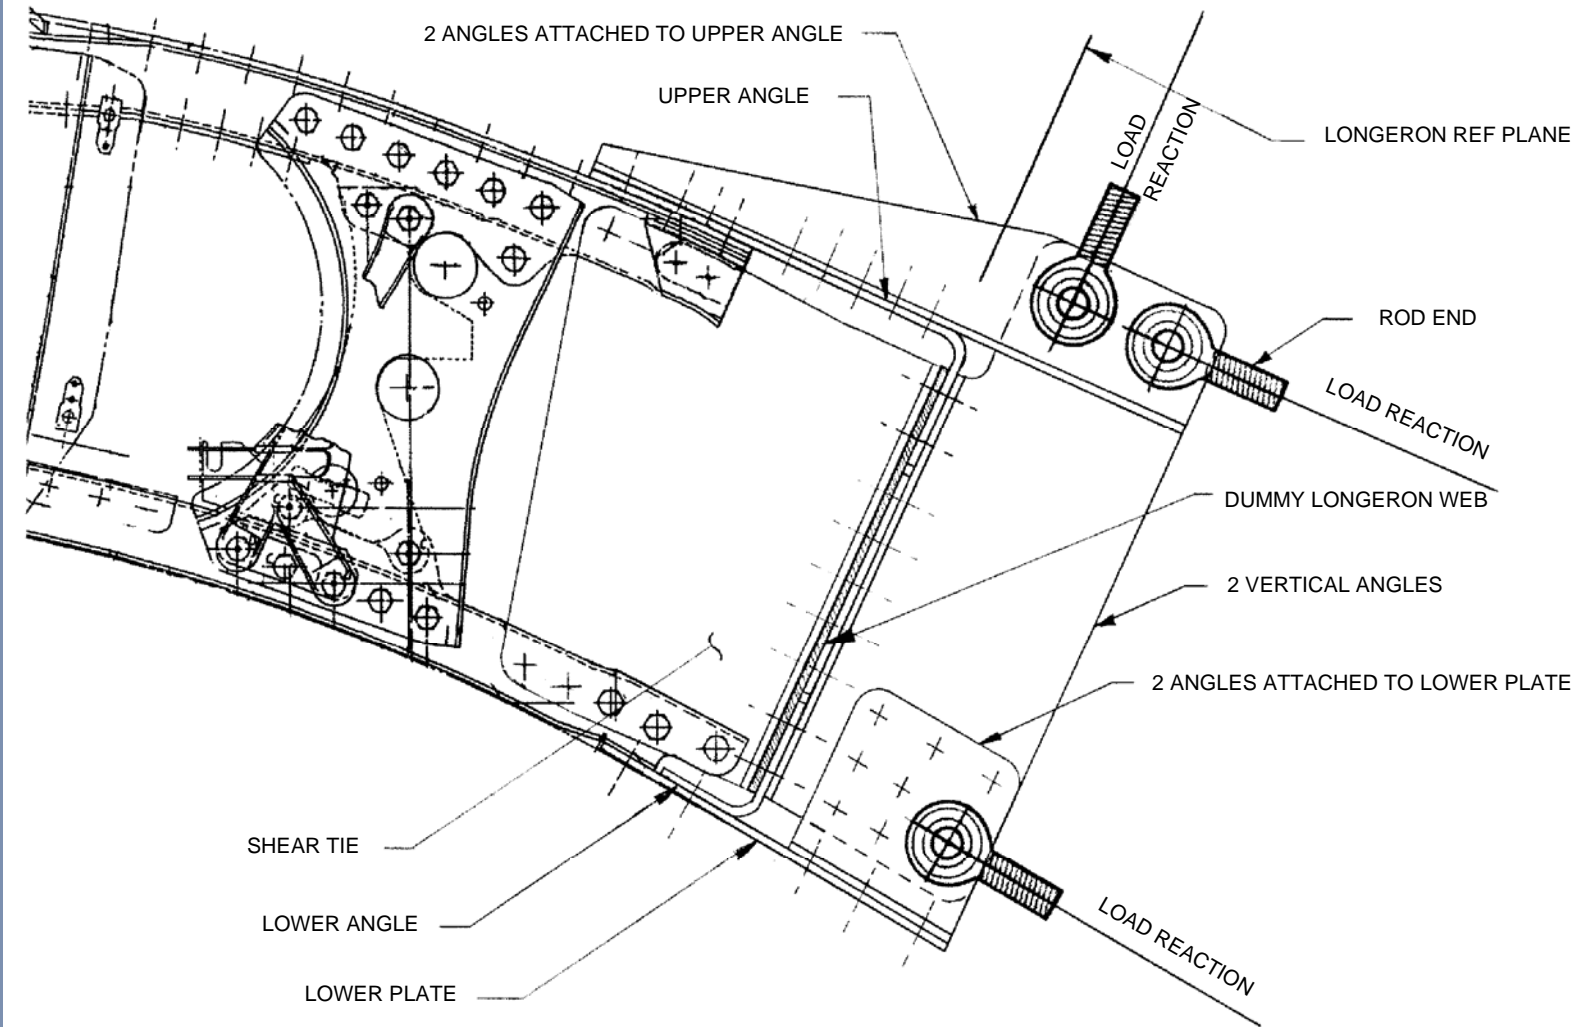 2 ANGLES ATTACHED TO UPPER ANGLE
UPPER ANGLE
LOAD
REACTION
LONGERON REF PLANE
ROD END
LOAD REACTION
DUMMY LONGERON WEB
2 VERTICAL ANGLES
2 ANGLES ATTACHED TO LOWER PLATE
SHEAR TIE
LOWER ANGLE
LOWER PLATE
LOAD REACTION